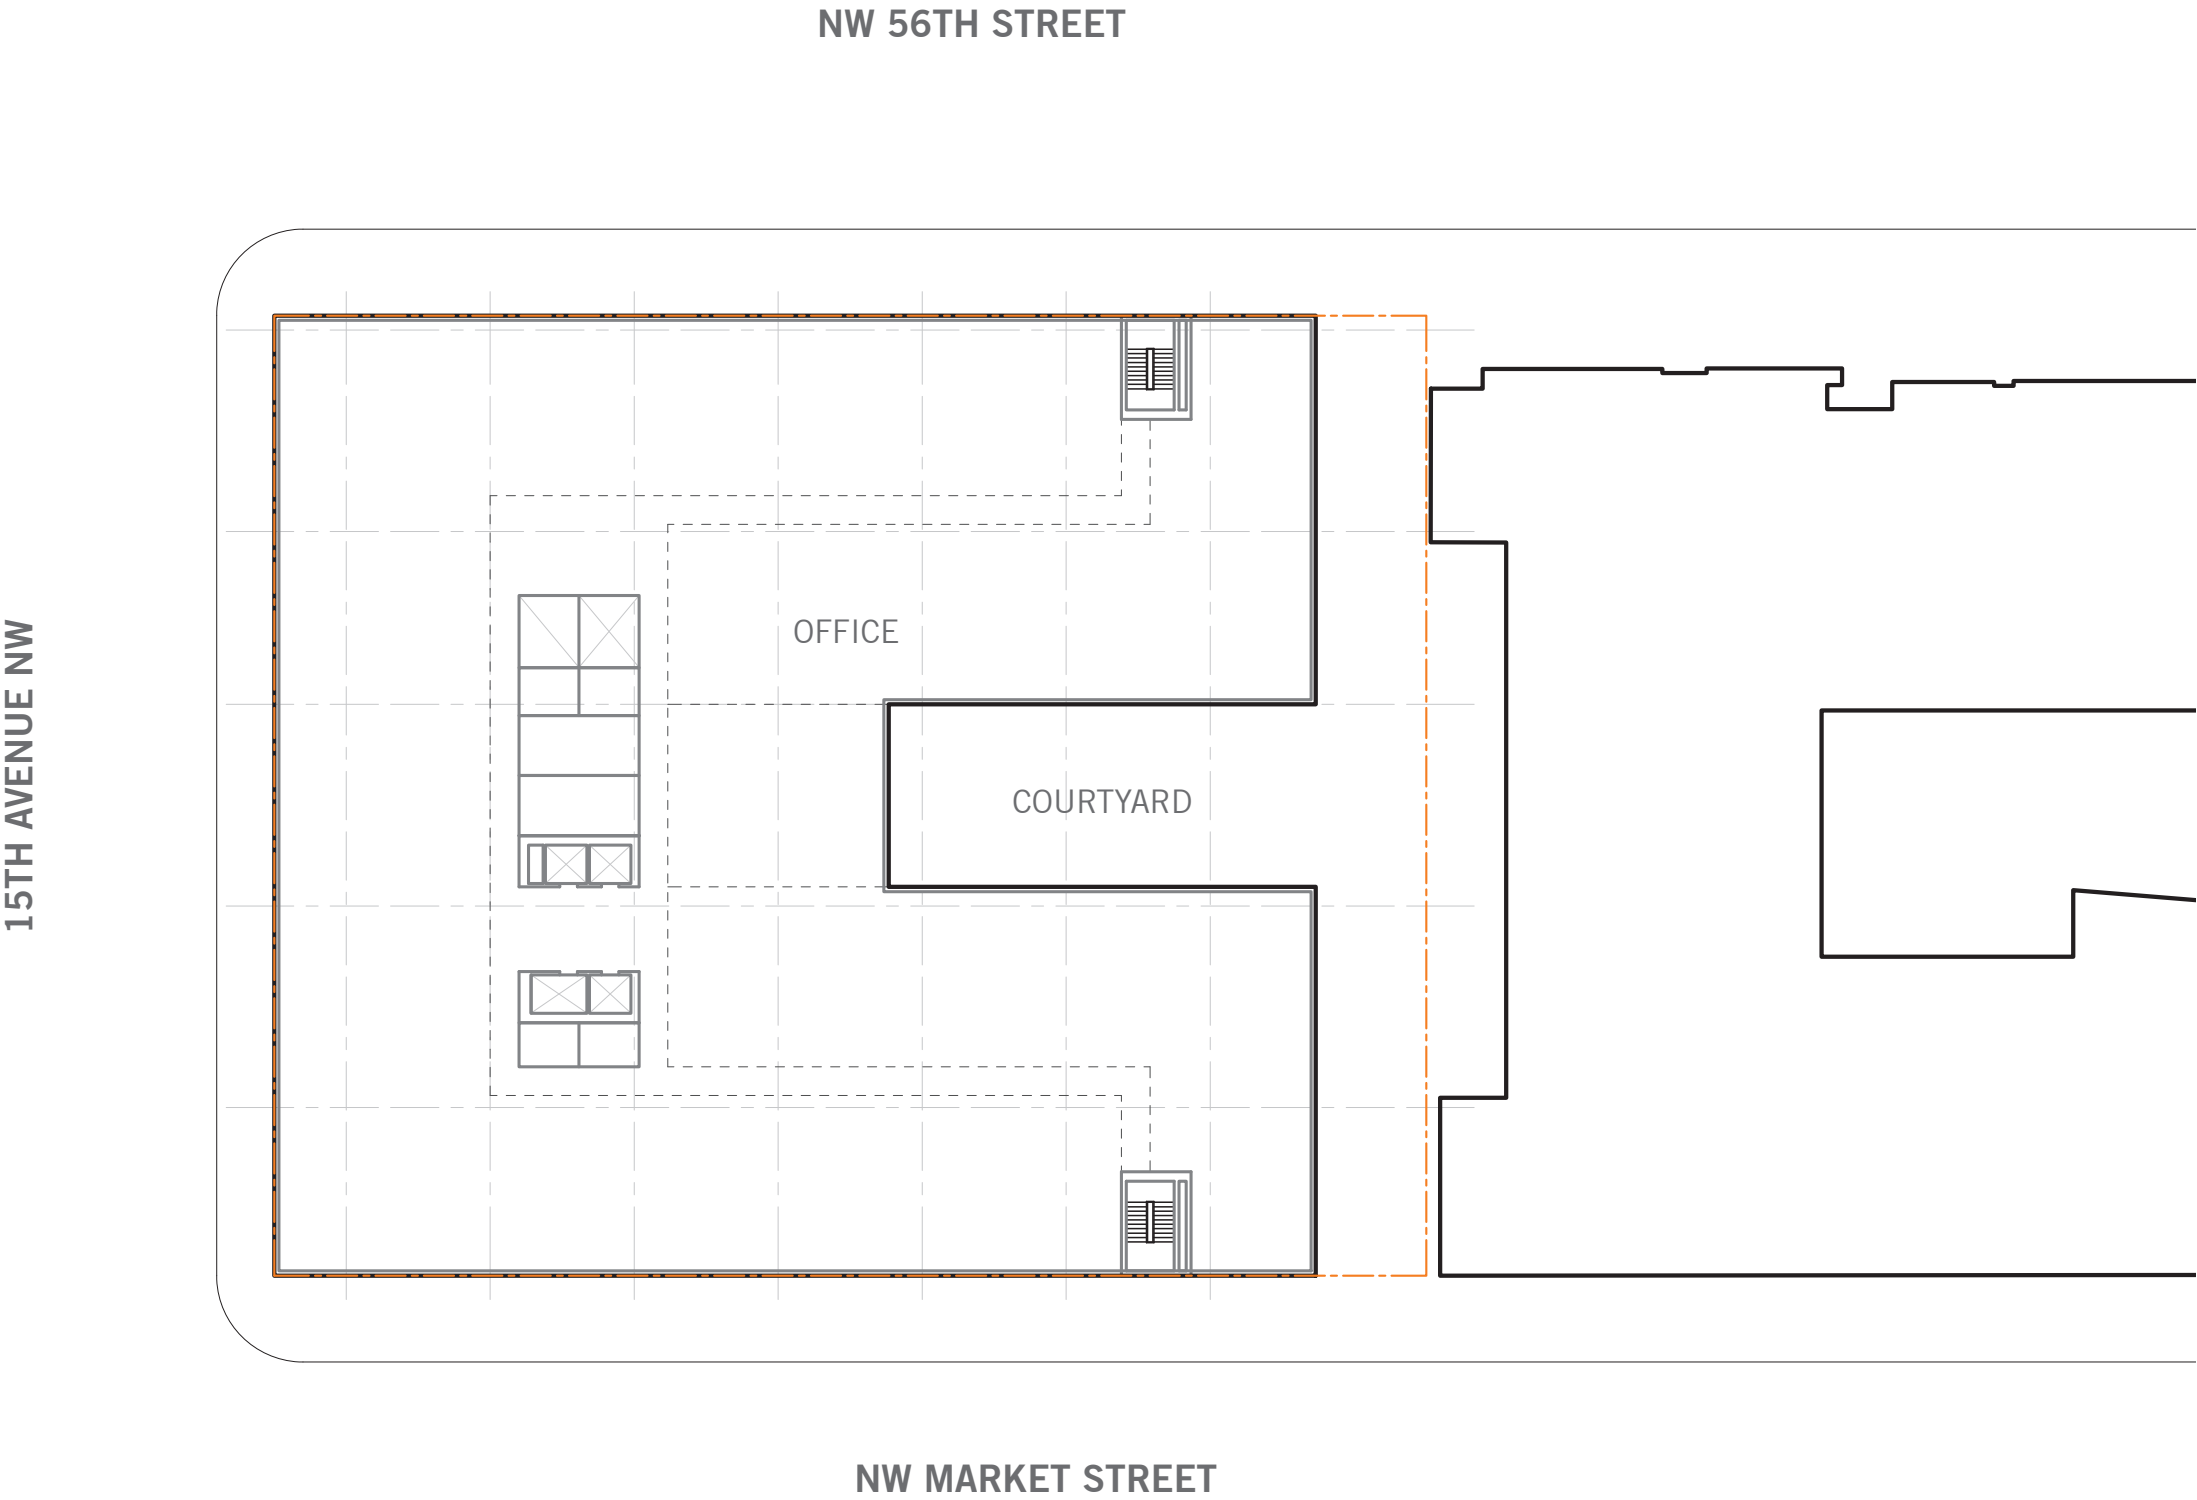 NW 56TH STREET
OFFICE
COURTYARD
15TH AVENUE NW
NW MARKET STREET